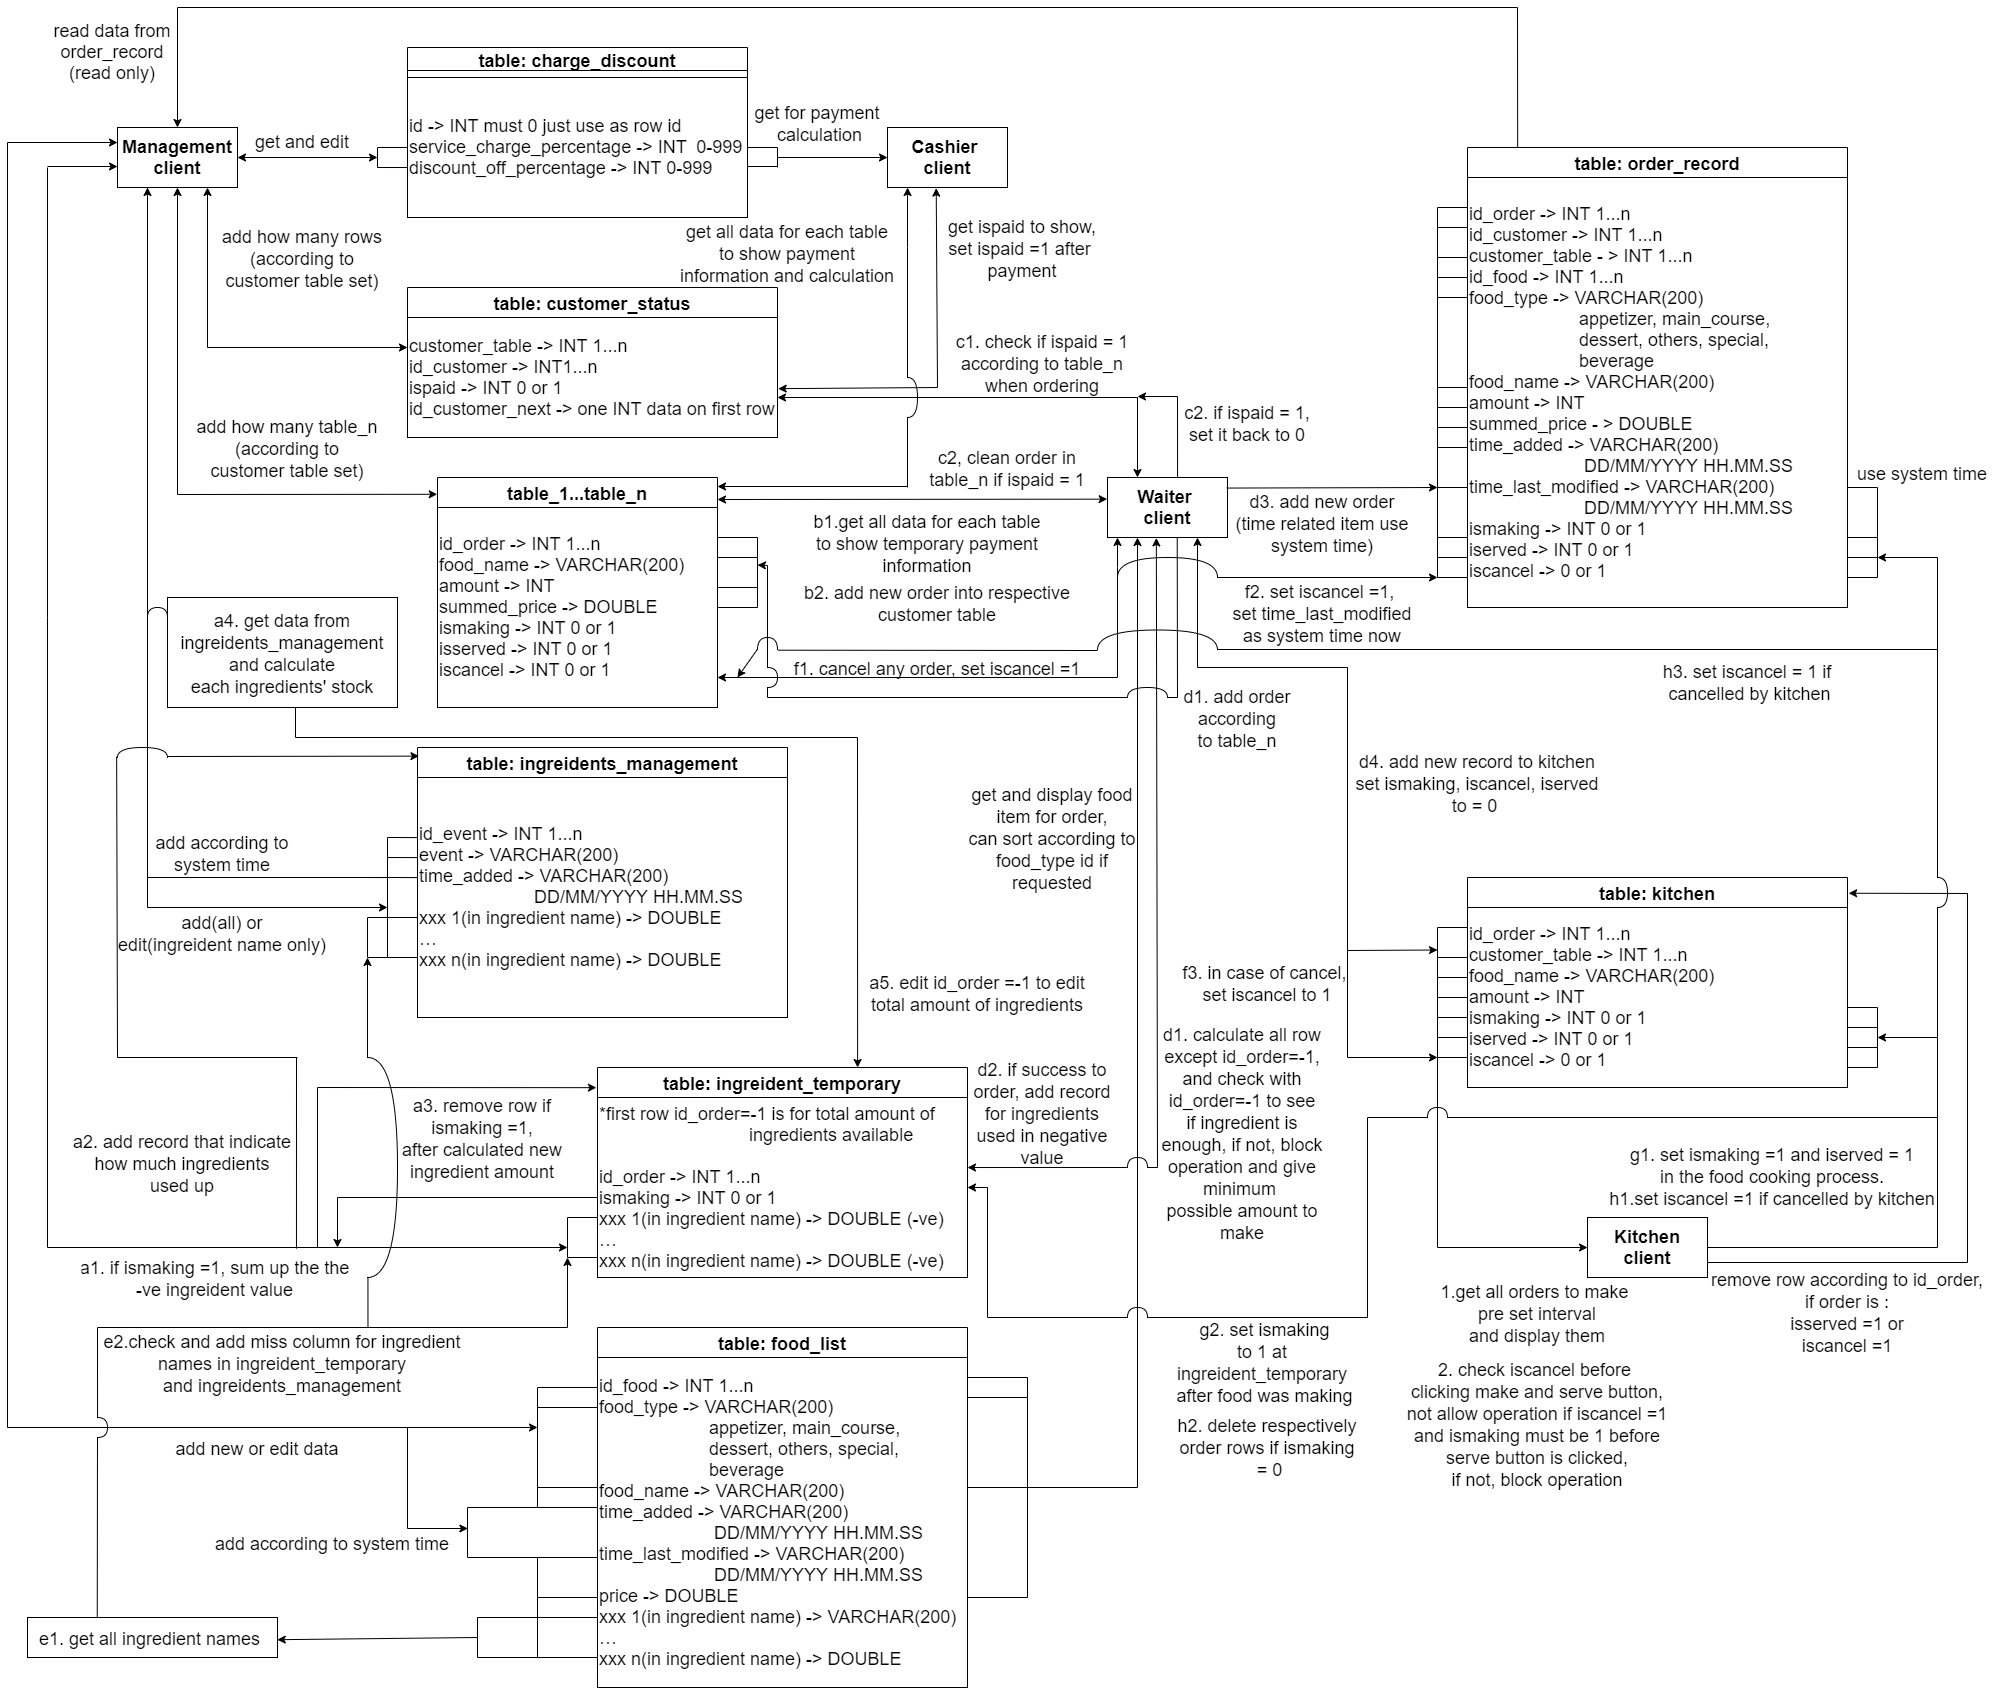 read data from
order_record
(read only)
table: charge_discount
id -> INT must 0 just use as row id
service_charge_percentage -> INT  0-999
discount_off_percentage -> INT 0-999
Management
client
get and edit
get for payment
calculation
Cashier
client
table: order_record
id_order -> INT 1...n
id_customer -> INT 1...n
customer_table - > INT 1...n
id_food -> INT 1...n
food_type -> VARCHAR(200)
appetizer, main_course,
dessert, others, special,
beverage
food_name -> VARCHAR(200)
amount -> INT
summed_price - > DOUBLE
time_added -> VARCHAR(200)
DD/MM/YYYY HH.MM.SS
time_last_modified -> VARCHAR(200)
DD/MM/YYYY HH.MM.SS
ismaking -> INT 0 or 1
iserved -> INT 0 or 1
iscancel -> 0 or 1
use system time
add how many rows
(according to
customer table set)
get all data for each table
to show payment
information and calculation
get ispaid to show,
set ispaid =1 after
payment
table: customer_status
customer_table -> INT 1...n
id_customer -> INT1...n
ispaid -> INT 0 or 1
id_customer_next -> one INT data on first row
c1. check if ispaid = 1
according to table_n
when ordering
c2. if ispaid = 1,
set it back to 0
add how many table_n
(according to
customer table set)
c2, clean order in
table_n if ispaid = 1
table_1...table_n
id_order -> INT 1...n
food_name -> VARCHAR(200)
amount -> INT
summed_price -> DOUBLE
ismaking -> INT 0 or 1
isserved -> INT 0 or 1
iscancel -> INT 0 or 1
Waiter
client
b1.get all data for each table
to show temporary payment
information
b2. add new order into respective
customer table
d3. add new order
(time related item use
system time)
f2. set iscancel =1,
set time_last_modified
as system time now
f1. cancel any order, set iscancel =1
a4. get data from
ingreidents_management
and calculate
each ingredients' stock
d1. add order
according
to table_n
h3. set iscancel = 1 if
cancelled by kitchen
table: ingreidents_management
id_event -> INT 1...n
event -> VARCHAR(200)
time_added -> VARCHAR(200)
DD/MM/YYYY HH.MM.SS
xxx 1(in ingredient name) -> DOUBLE
...
xxx n(in ingredient name) -> DOUBLE
add according to
system time
add(all) or
edit(ingreident name only)
get and display food
item for order,
can sort according to
food_type id if
requested
d4. add new record to kitchen
set ismaking, iscancel, iserved
to = 0
table: kitchen
id_order -> INT 1...n
customer_table -> INT 1...n
food_name -> VARCHAR(200)
amount -> INT
ismaking -> INT 0 or 1
iserved -> INT 0 or 1
iscancel -> 0 or 1
f3. in case of cancel,
set iscancel to 1
a5. edit id_order =-1 to edit
total amount of ingredients
d1. calculate all row
except id_order=-1,
and check with
id_order=-1 to see
if ingredient is
enough, if not, block
operation and give
minimum
possible amount to
make
d2. if success to
order, add record
for ingredients
used in negative
value
table: ingreident_temporary
*first row id_order=-1 is for total amount of
ingredients available
id_order -> INT 1...n
ismaking -> INT 0 or 1
xxx 1(in ingredient name) -> DOUBLE (-ve)
...
xxx n(in ingredient name) -> DOUBLE (-ve)
a3. remove row if
ismaking =1,
after calculated new
ingredient amount
a2. add record that indicate
how much ingredients
used up
a1. if ismaking =1, sum up the the
-ve ingreident value
g1. set ismaking =1 and iserved = 1
in the food cooking process.
h1.set iscancel =1 if cancelled by kitchen
Kitchen
client
1.get all orders to make
pre set interval
and display them
2. check iscancel before
clicking make and serve button,
not allow operation if iscancel =1
and ismaking must be 1 before
serve button is clicked,
if not, block operation
remove row according to id_order,
if order is :
isserved =1 or
iscancel =1
g2. set ismaking
to 1 at
ingreident_temporary
after food was making
h2. delete respectively
order rows if ismaking
= 0
e2.check and add miss column for ingredient
names in ingreident_temporary
and ingreidents_management
table: food_list
id_food -> INT 1...n
food_type -> VARCHAR(200)
appetizer, main_course,
dessert, others, special,
beverage
food_name -> VARCHAR(200)
time_added -> VARCHAR(200)
DD/MM/YYYY HH.MM.SS
time_last_modified -> VARCHAR(200)
DD/MM/YYYY HH.MM.SS
price -> DOUBLE
xxx 1(in ingredient name) -> VARCHAR(200)
...
xxx n(in ingredient name) -> DOUBLE
add new or edit data
add according to system time
e1. get all ingredient names